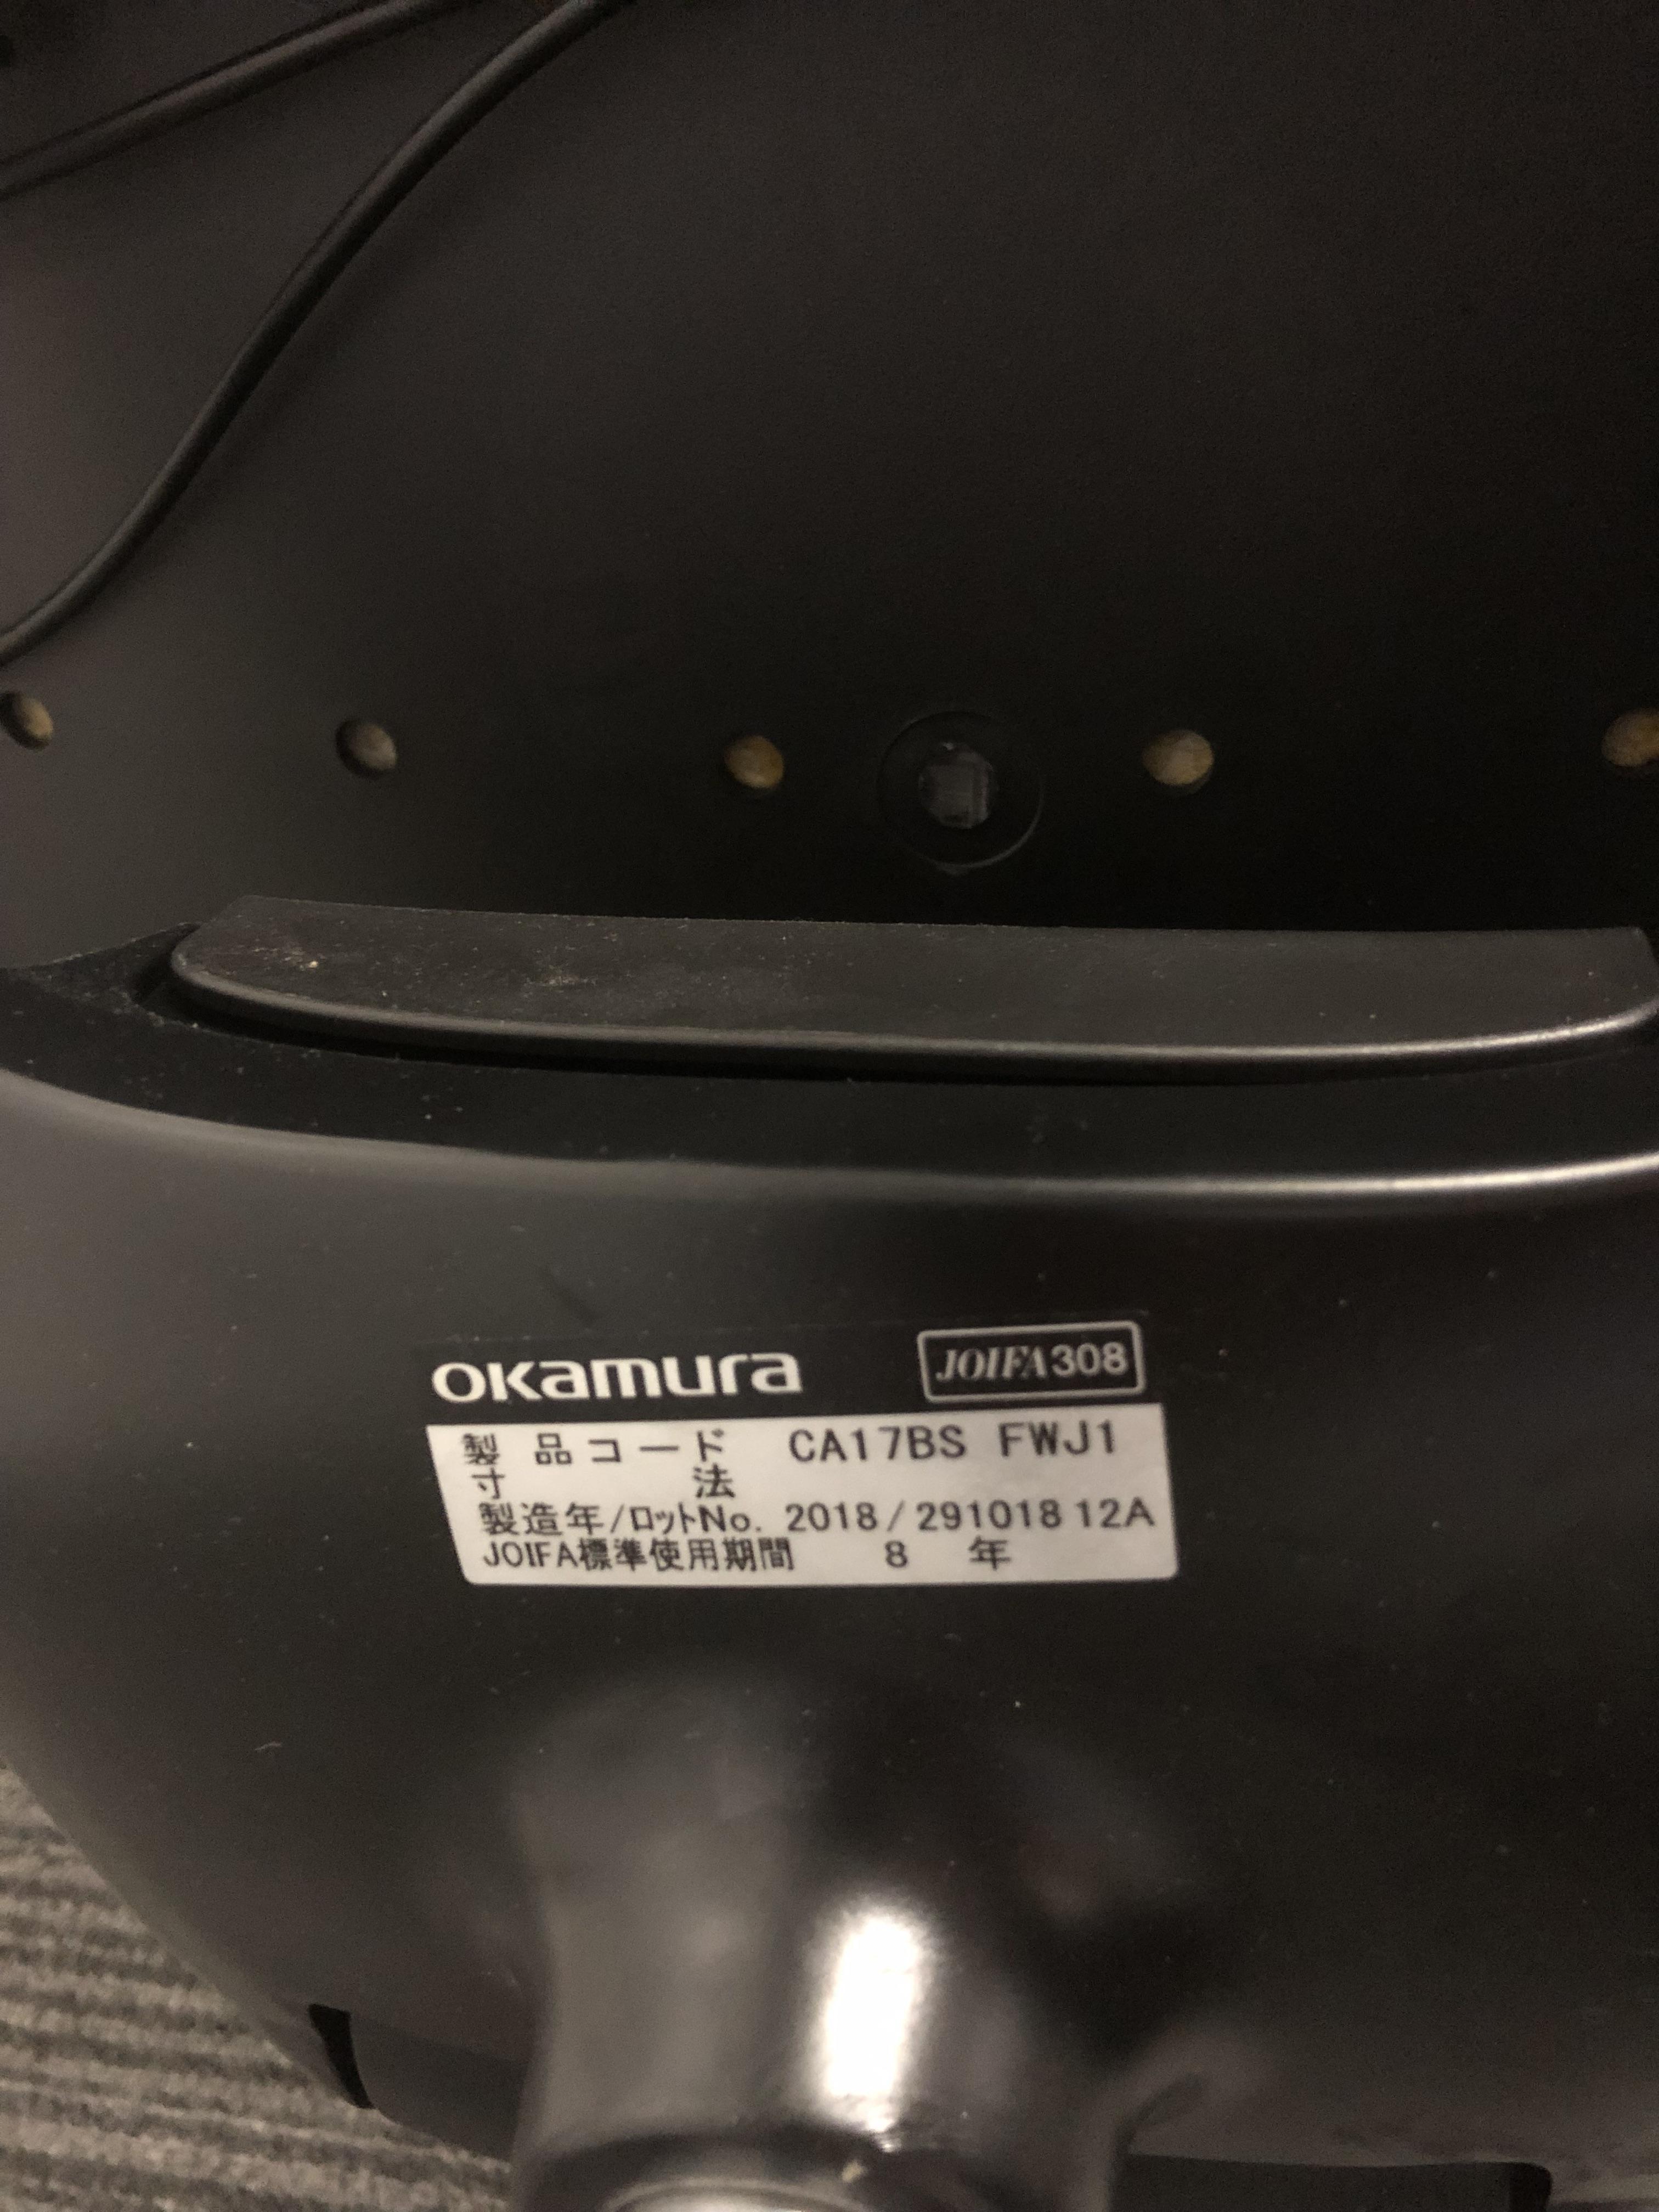 OKamura JOIFA308
製品コード CA17BS FWJ1
寸法
製造年/ロットNo. 2018/291018 12A
JOIFA標準使用期間 8 年